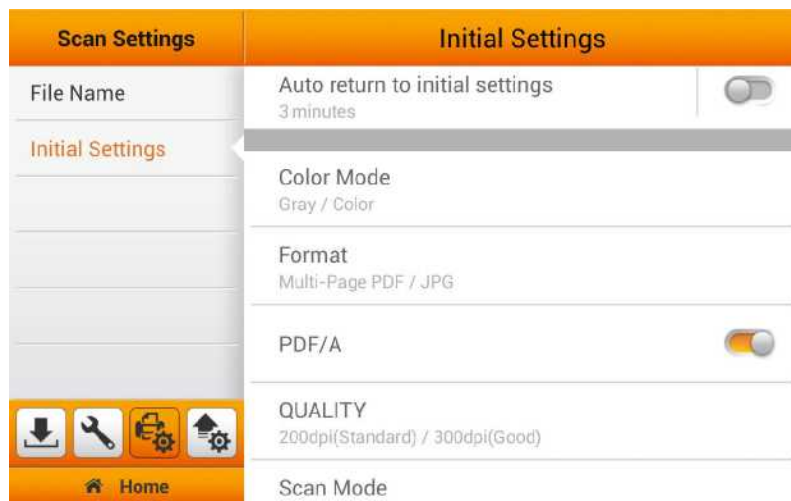 Scan Settings
Initial Settings
File Name
Initial Settings
Home
Auto return to initial settings
3 minutes
Color Mode
Gray / Color
Format
Multi-Page PDF / JPG
PDF/A
QUALITY
200dpi(Standard) / 300dpi(Good)
Scan Mode